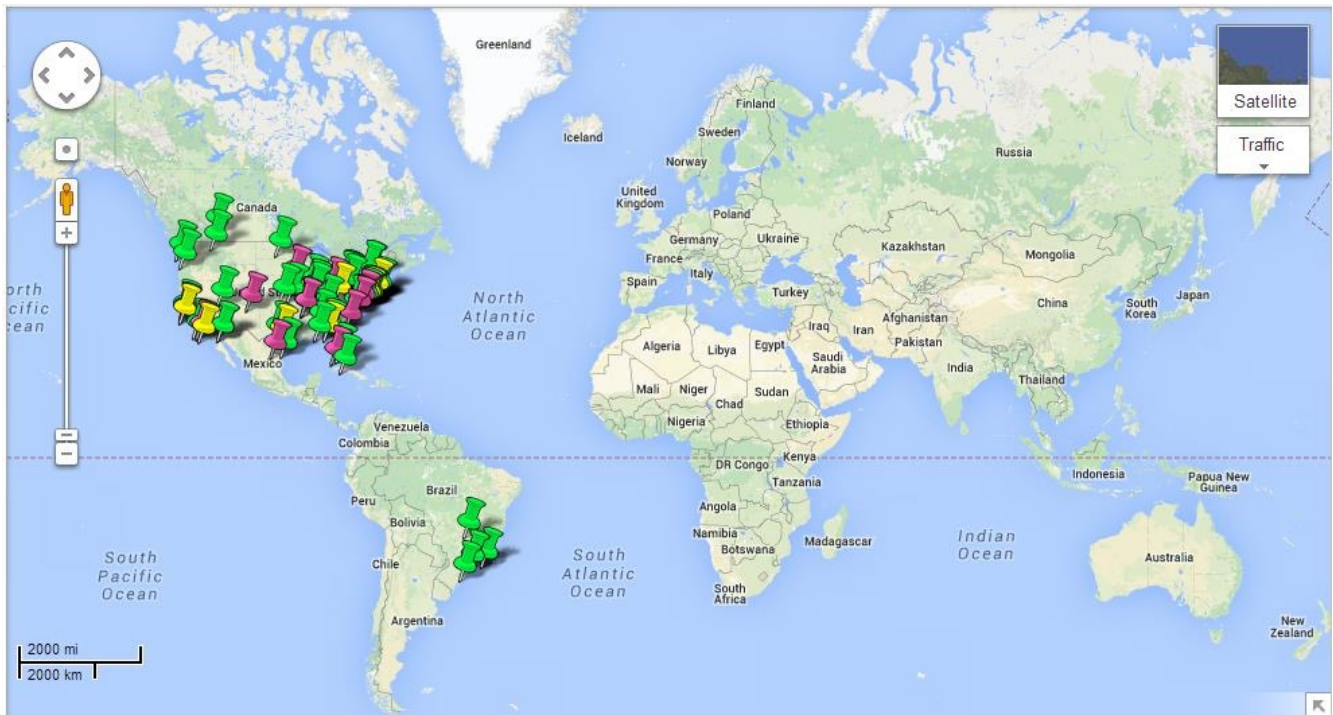 Greenland
Satellite
Traffic
Iceland
Finland
Sweden
Norway
Russia
Canada
United
Kingdom
Poland
Germany
Ukraine
France
Kazakhstan
Mongolia
Spain
Italy
Turkey
North
Atlantic
Ocean
China
South
Korea
Japan
Iraq
Iran
Afghanistan
Pakistan
Algeria
Libya
Egypt
Saudi
Arabia
India
Mexico
Mali
Niger
Chad
Sudan
Thailand
Nigeria
Ethiopia
Venezuela
Colombia
DR Congo
Kenya
Tanzania
Indonesia
Papua New
Guinea
Peru
Brazil
Bolivia
Angola
Namibia
Botswana
Madagascar
Indian
Ocean
Australia
South
Pacific
Ocean
Chile
South
Atlantic
Ocean
South
Africa
Argentina
New
Zealand
2000 mi
2000 km